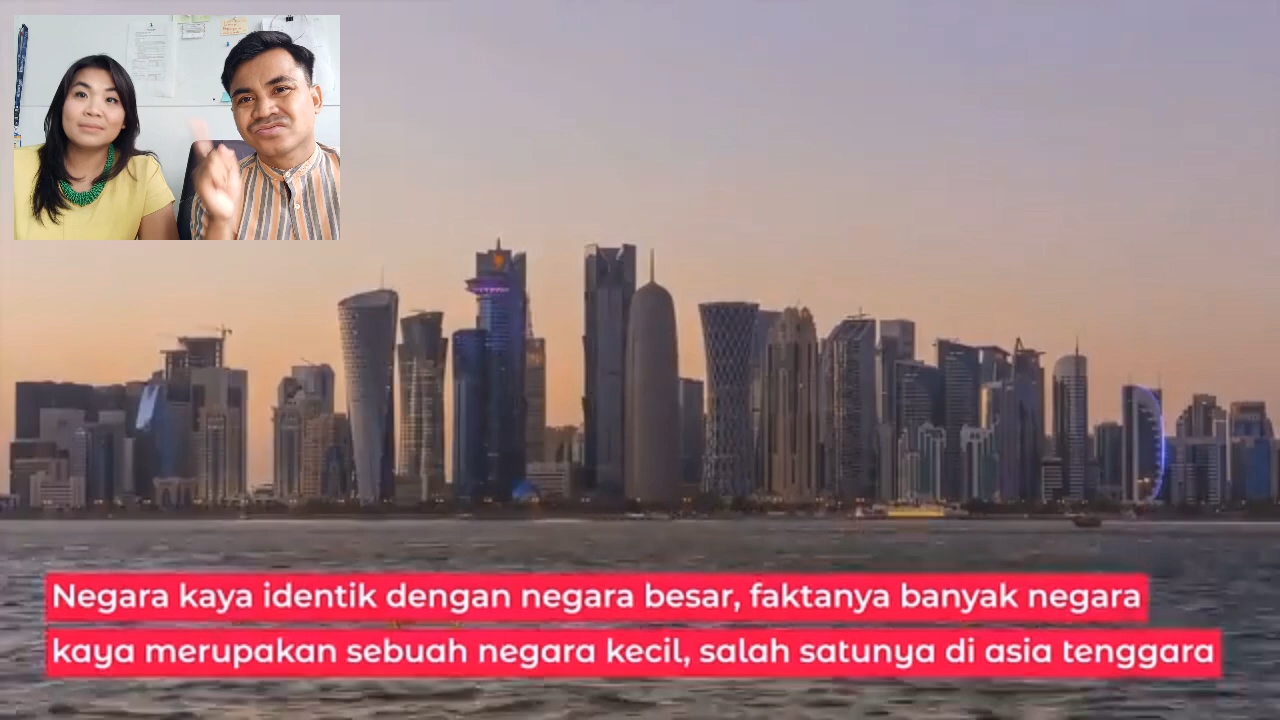 Negara kaya identik dengan negara besar, faktanya banyak negara
kaya merupakan sebuah negara kecil, salah satunya di asia tenggara